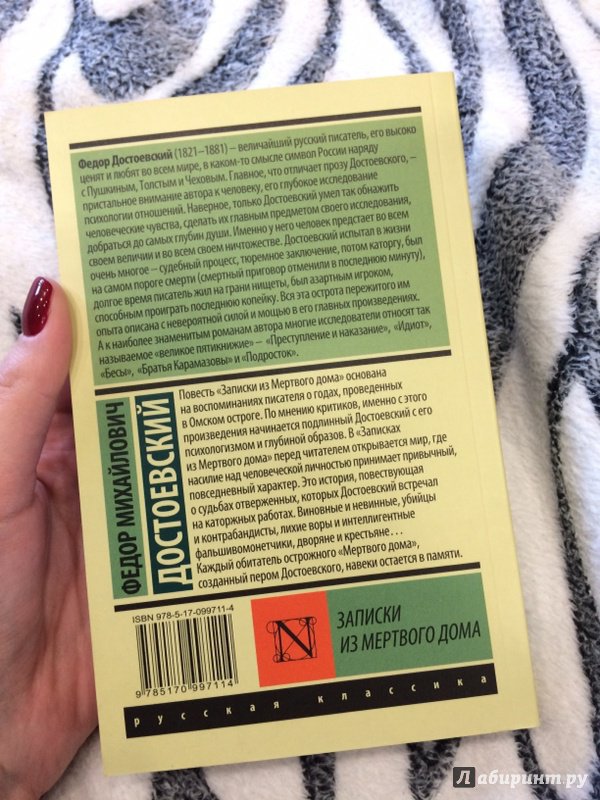 Федор Достоевский (1821–1881) – величайший русский писатель, его высоко
ценят и любят во всем мире, в каком-то смысле символ России наряду
с Пушкиным, Толстым и Чеховым. Главное, что отличает прозу Достоевского, –
пристальное внимание автора к человеку, его глубокое исследование
психологии отношений. Наверное, только Достоевский умел так обнажить
человеческие чувства, сделать их главным предметом своего исследования,
добраться до самых глубин души. Именно у него человек предстает во всем
своем величии и во всем своем ничтожестве. Достоевский испытал в жизни
очень многое – судебный процесс, тюремное заключение, потом каторгу, был
на самом пороге смерти (смертный приговор отменили в последнюю минуту),
долгое время писатель жил на грани нищеты, был азартным игроком,
способным проиграть последнюю копейку. Вся эта острота пережитого им
опыта описана с невероятной силой и мощью в его главных произведениях.
А к наиболее знаменитым романам автора многие исследователи относят так
называемое «великое пятикнижие» – «Преступление и наказание», «Идиот»,
«Бесы», «Братья Карамазовы» и «Подросток».
ФЕДОР МИХАЙЛОВИЧ
ДОСТОЕВСКИЙ
Повесть «Записки из Мертвого дома» основана
на воспоминаниях писателя о годах, проведенных
в Омском остроге. По мнению критиков, именно с этого
произведения начинается подлинный Достоевский с его
психологизмом и глубиной образов. В «Записках
из Мертвого дома» перед читателем открывается мир, где
насилие над человеческой личностью принимает привычный,
повседневный характер. Это история, повествующая
о судьбах отверженных, которых Достоевский встречал
на каторжных работах. Виновные и невинные, убийцы
и контрабандисты, лихие воры и интеллигентные
фальшивомонетчики, дворяне и крестьяне…
Каждый обитатель острожного «Мертвого дома»,
созданный пером Достоевского, навеки остается в памяти.
ISBN 978-5-17-099711-4
9 785170 997114
N
ЗАПИСКИ
ИЗ МЕРТВОГО ДОМА
русская классика
Лабиринт.ру